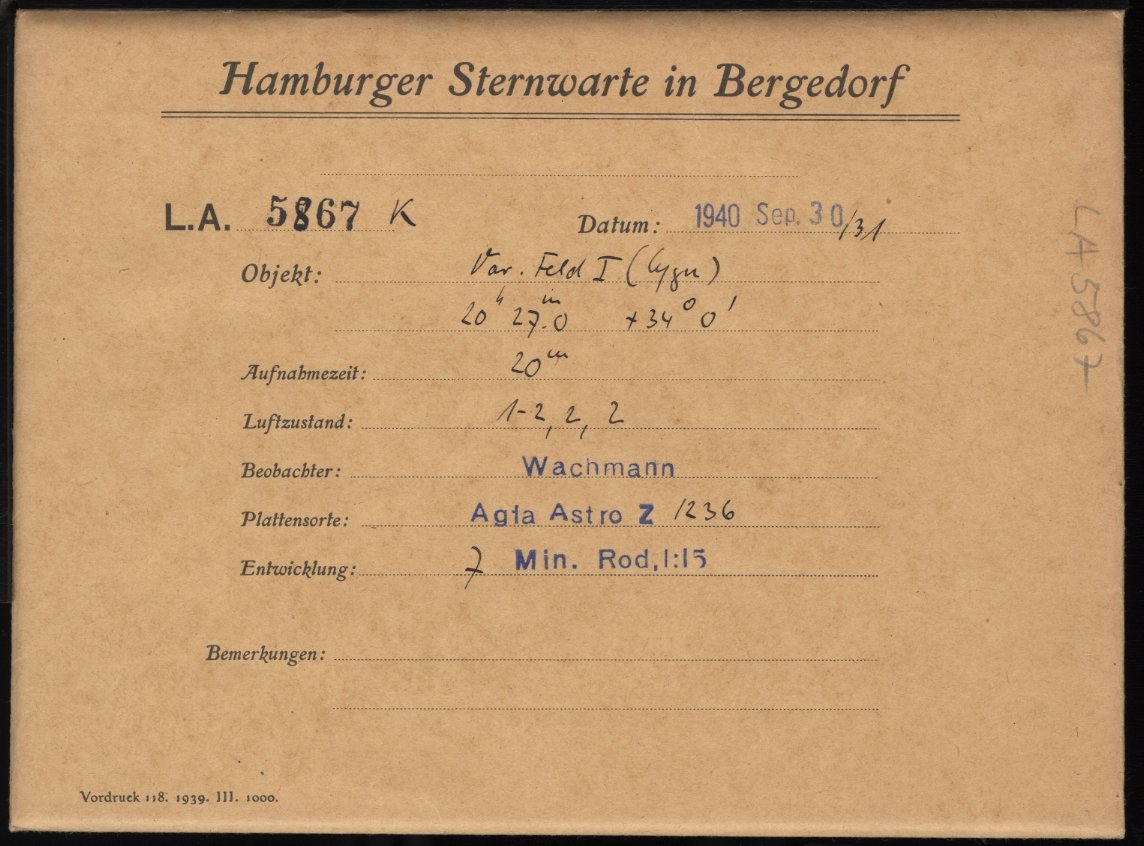 Hamburger Sternwarte in Bergedorf
L.A. 5867 K
Datum: 1940 Sep. 30/31
Objekt: Var. Feld I (Cygn)
20h 27m.0 +34° 0'
Aufnahmezeit: 20m
Luftzustand: 1-2, 2, 2
Beobachter: Wachmann
Plattensorte: Agfa Astro Z 1236
Entwicklung: 7 Min. Rod, 1:15
Bemerkungen:
Vordruck 118. 1939. III. 1000.
LA 5867